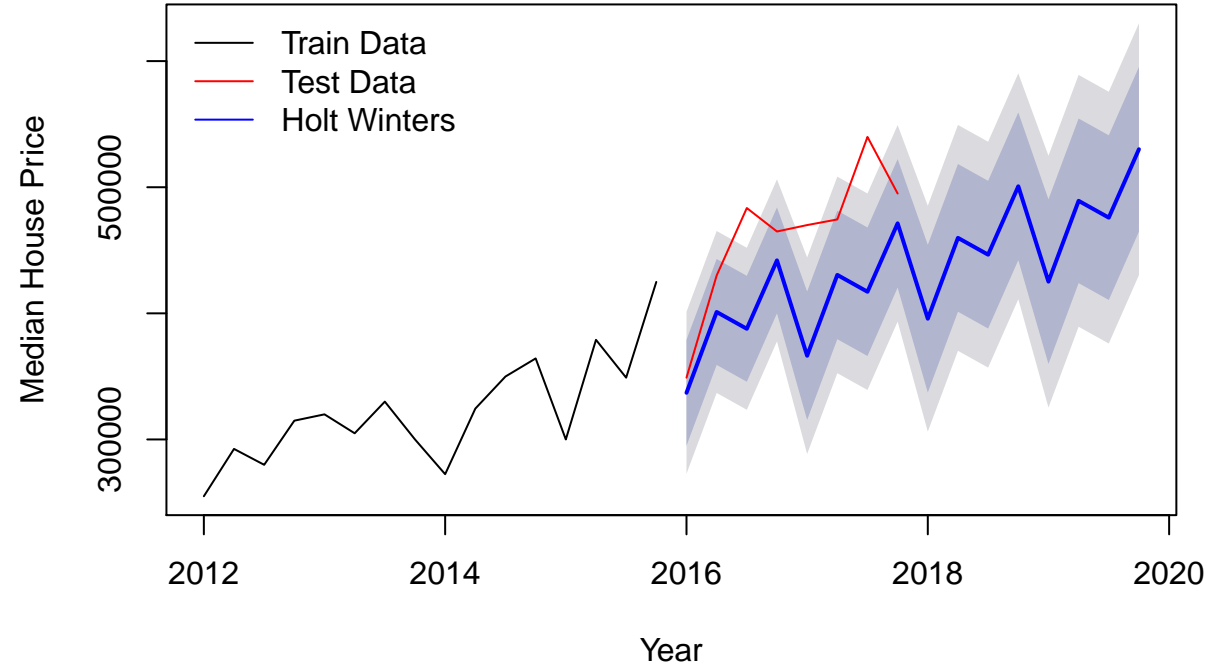 Train Data
Test Data
Holt Winters
Median House Price
500000
300000
2012
2014
2016
2018
2020
Year